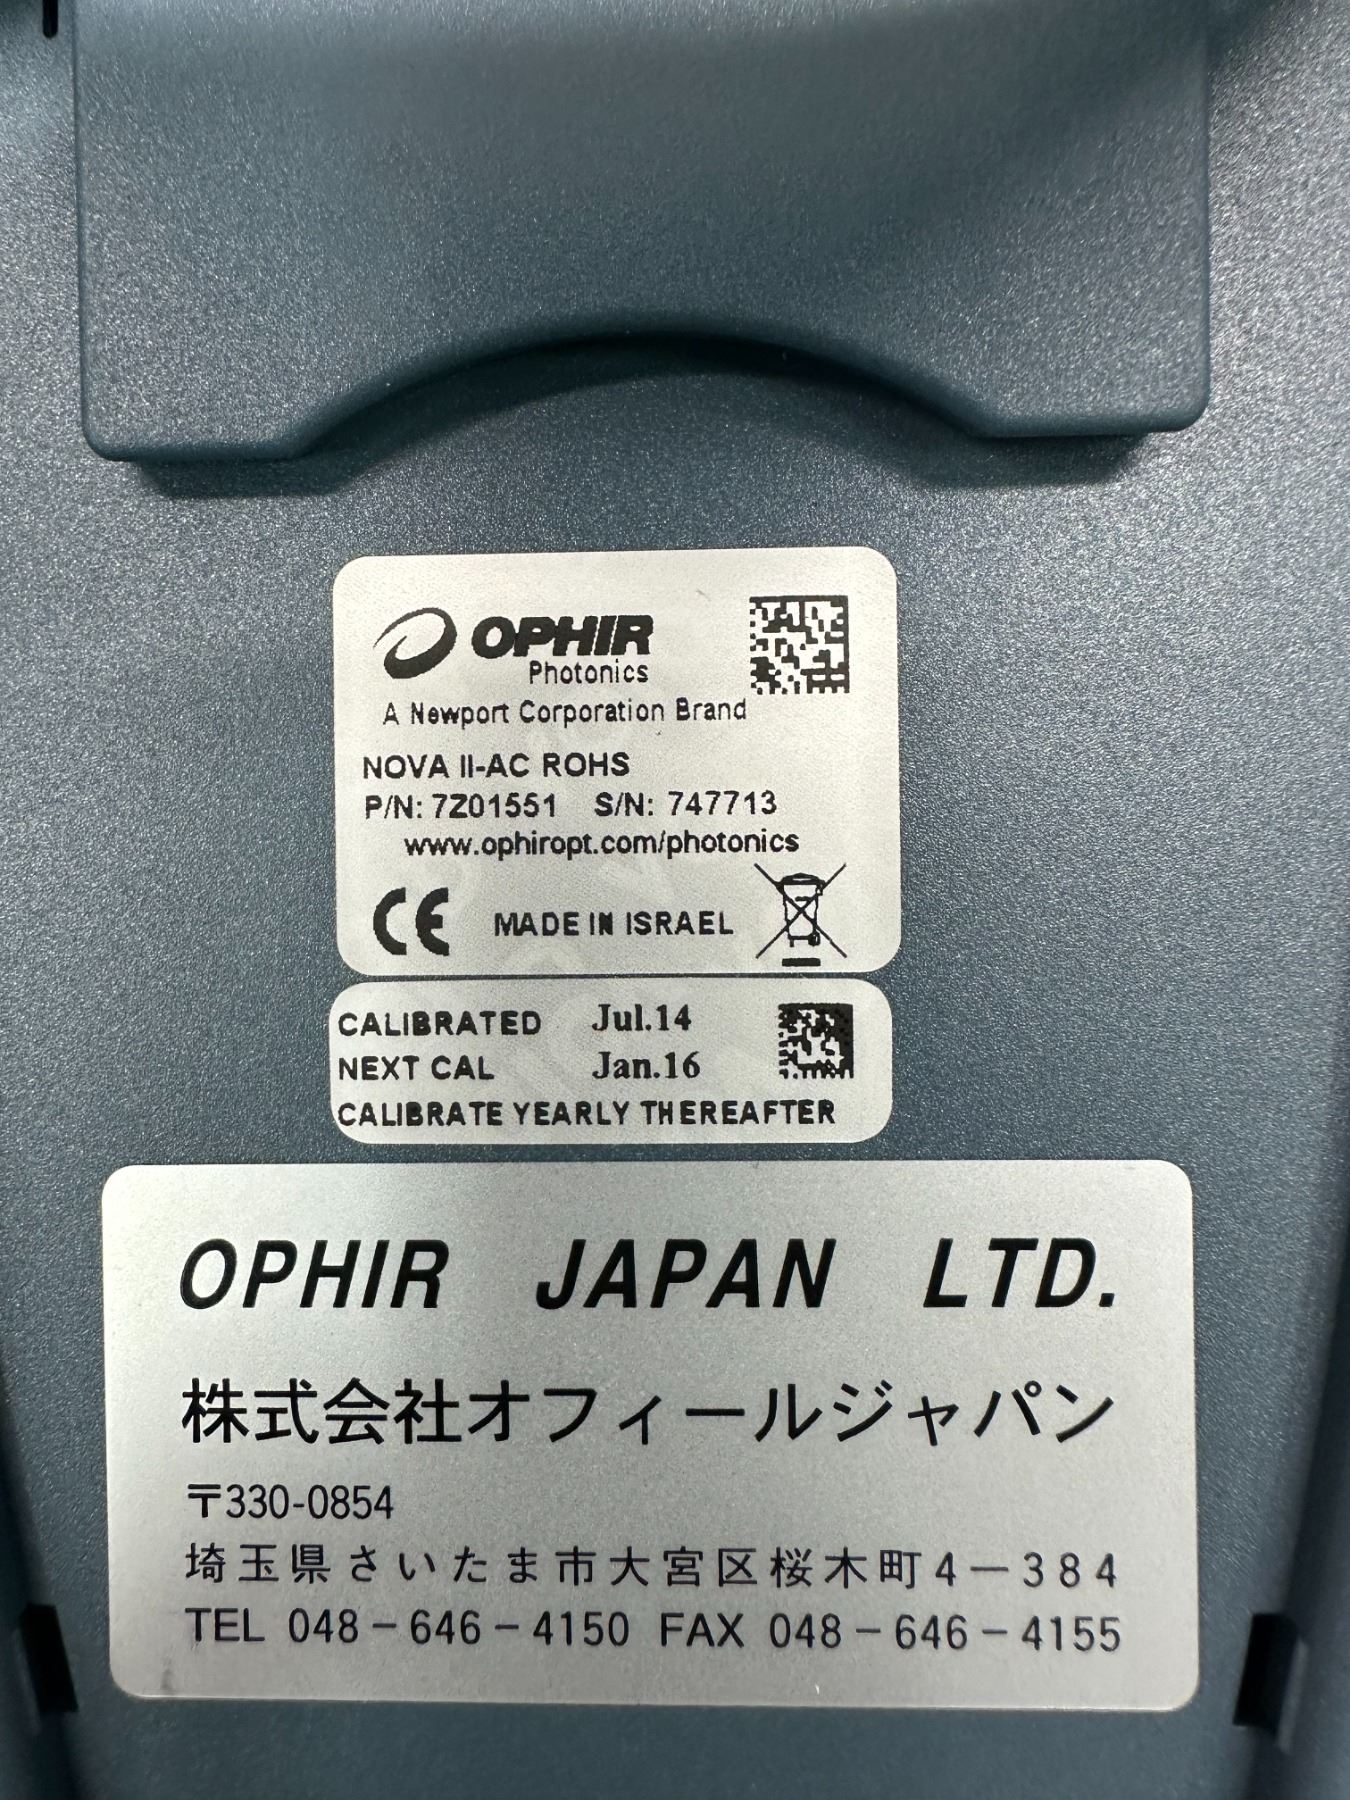 OPHIR
Photonics
A Newport Corporation Brand
NOVA II-AC ROHS
P/N: 7Z01551 S/N: 747713
www.ophiropt.com/photonics
CE MADE IN ISRAEL
CALIBRATED Jul.14
NEXT CAL Jan.16
CALIBRATE YEARLY THEREAFTER
OPHIR JAPAN LTD.
株式会社オフィールジャパン
〒330-0854
埼玉県さいたま市大宮区桜木町4-384
TEL 048-646-4150 FAX 048-646-4155